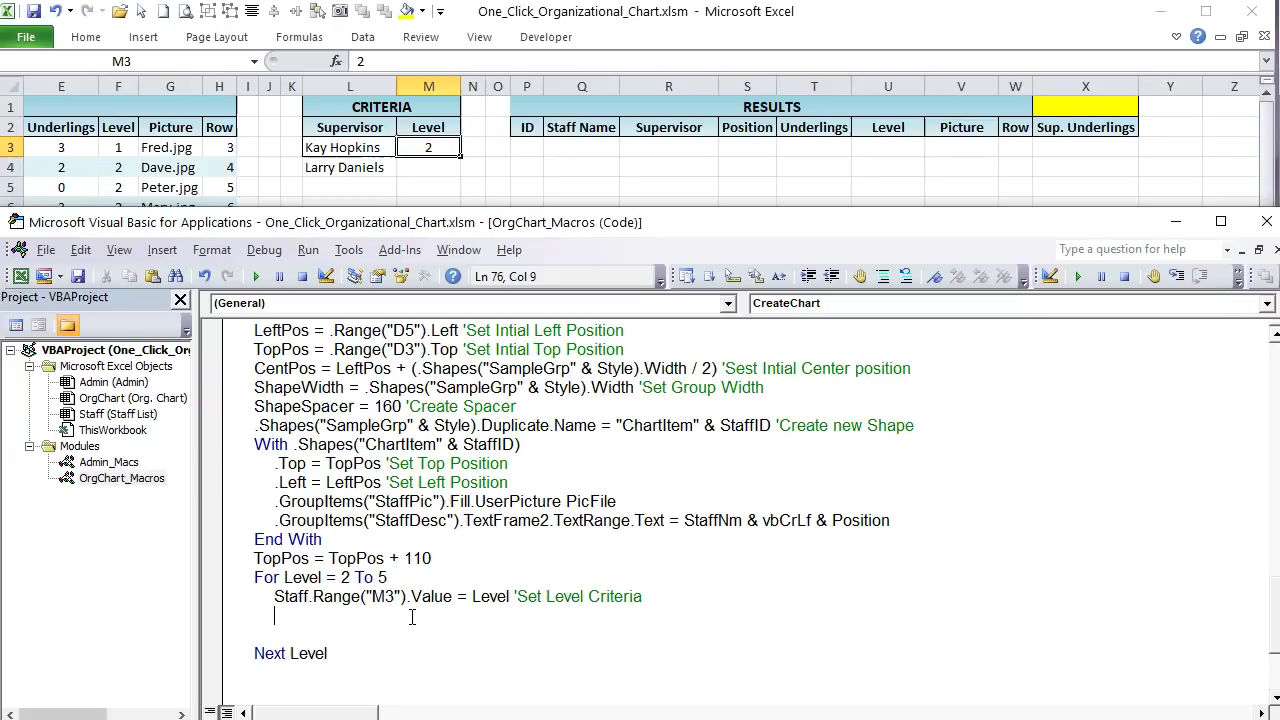 One_Click_Organizational_Chart.xlsm - Microsoft Excel
File Home Insert Page Layout Formulas Data Review View Developer
M3 fx 2
E F G H I J K L M N O P Q R S T U V W X Y Z
1 CRITERIA RESULTS
2 Underlings Level Picture Row Supervisor Level ID Staff Name Supervisor Position Underlings Level Picture Row Sup. Underlings
3 3 1 Fred.jpg 3 Kay Hopkins 2
4 2 2 Dave.jpg 4 Larry Daniels
5 0 2 Peter.jpg 5
Microsoft Visual Basic for Applications - One_Click_Organizational_Chart.xlsm - [OrgChart_Macros (Code)]
File Edit View Insert Format Debug Run Tools Add-Ins Window Help Type a question for help
Ln 76, Col 9
Project - VBAProject
(General) CreateChart
VBAProject (One_Click_Or
Microsoft Excel Objects
Admin (Admin)
OrgChart (Org. Chart)
Staff (Staff List)
ThisWorkbook
Modules
Admin_Macs
OrgChart_Macros
LeftPos = .Range("D5").Left 'Set Intial Left Position
TopPos = .Range("D3").Top 'Set Intial Top Position
CentPos = LeftPos + (.Shapes("SampleGrp" & Style).Width / 2) 'Sest Intial Center position
ShapeWidth = .Shapes("SampleGrp" & Style).Width 'Set Group Width
ShapeSpacer = 160 'Create Spacer
.Shapes("SampleGrp" & Style).Duplicate.Name = "ChartItem" & StaffID 'Create new Shape
With .Shapes("ChartItem" & StaffID)
.Top = TopPos 'Set Top Position
.Left = LeftPos 'Set Left Position
.GroupItems("StaffPic").Fill.UserPicture PicFile
.GroupItems("StaffDesc").TextFrame2.TextRange.Text = StaffNm & vbCrLf & Position
End With
TopPos = TopPos + 110
For Level = 2 To 5
Staff.Range("M3").Value = Level 'Set Level Criteria
Next Level